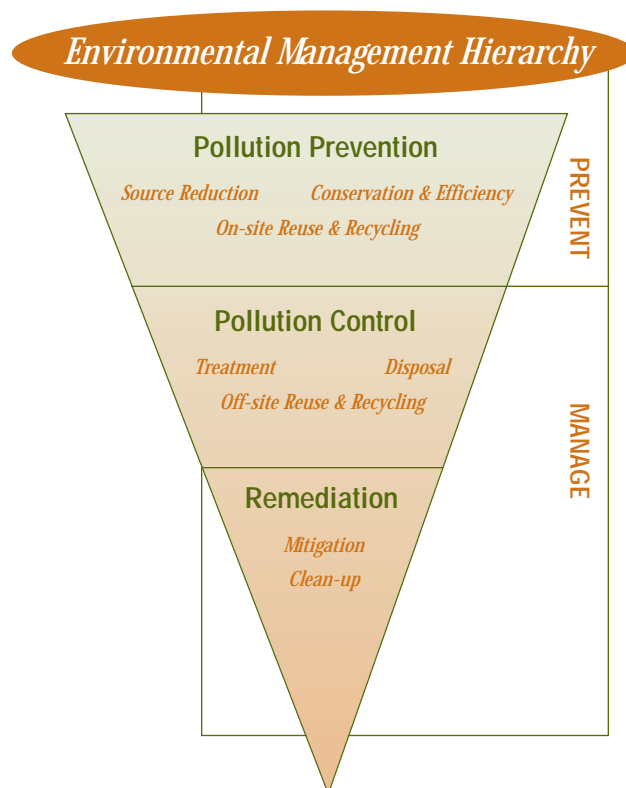 Environmental Management Hierarchy
Pollution Prevention
Source Reduction Conservation & Efficiency
On-site Reuse & Recycling
PREVENT
Pollution Control
Treatment Disposal
Off-site Reuse & Recycling
MANAGE
Remediation
Mitigation
Clean-up